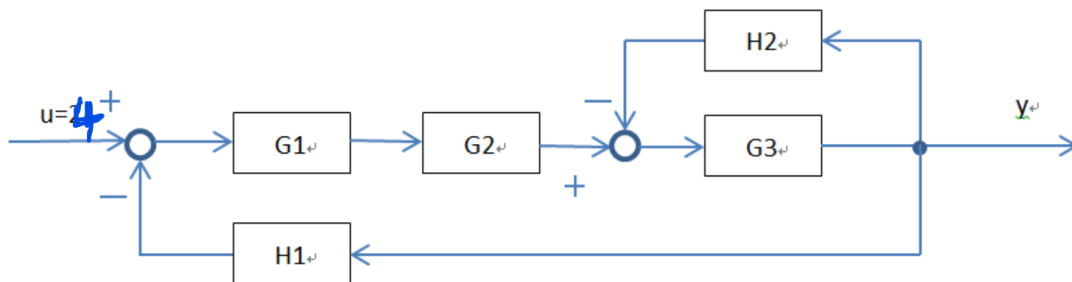 H2↵
+
u=4
−
y↵
G1↵
G2↵
G3↵
+
−
H1↵